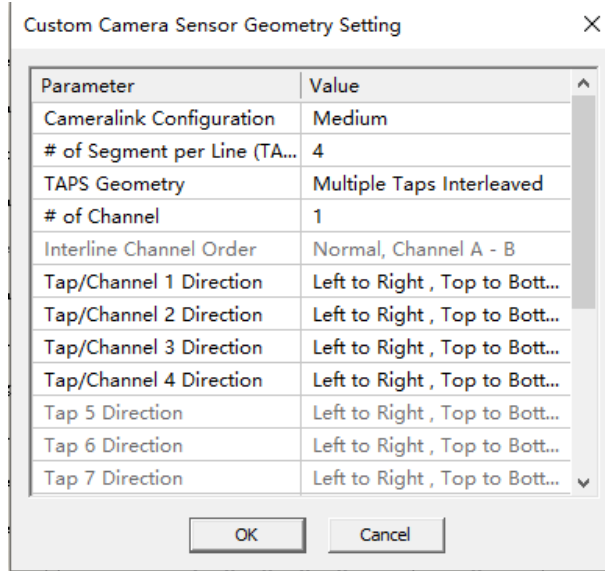 Custom Camera Sensor Geometry Setting
Parameter Value
Cameralink Configuration Medium
# of Segment per Line (TA... 4
TAPS Geometry Multiple Taps Interleaved
# of Channel 1
Interline Channel Order Normal, Channel A - B
Tap/Channel 1 Direction Left to Right , Top to Bott...
Tap/Channel 2 Direction Left to Right , Top to Bott...
Tap/Channel 3 Direction Left to Right , Top to Bott...
Tap/Channel 4 Direction Left to Right , Top to Bott...
Tap 5 Direction Left to Right , Top to Bott...
Tap 6 Direction Left to Right , Top to Bott...
Tap 7 Direction Left to Right , Top to Bott...
OK Cancel